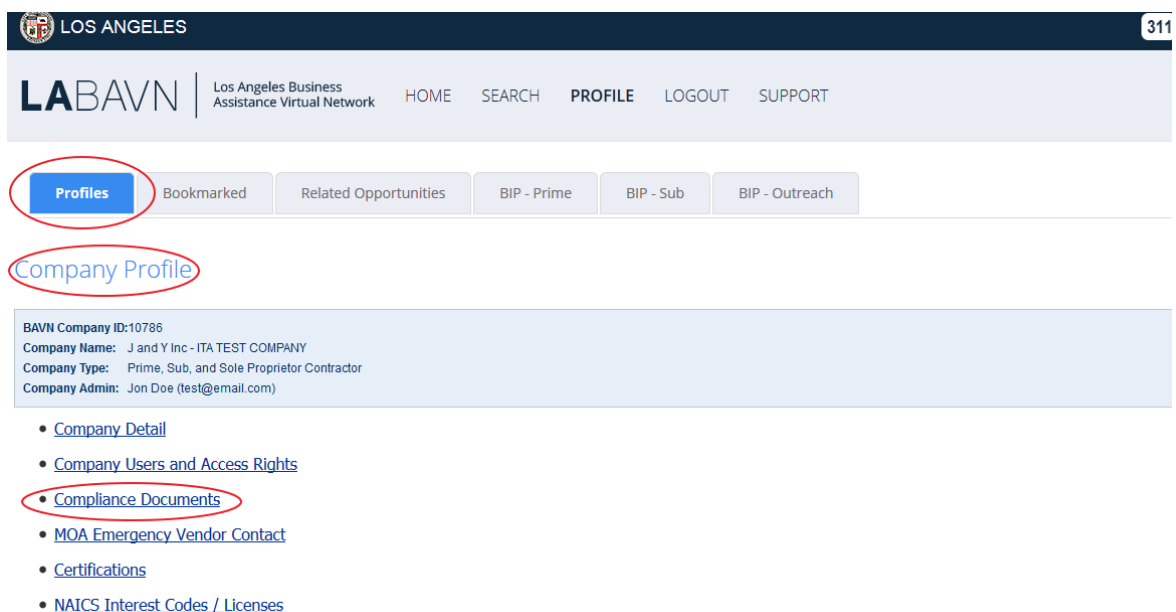 LOS ANGELES
311
LABAVN
Los Angeles Business
Assistance Virtual Network
HOME SEARCH PROFILE LOGOUT SUPPORT
Profiles Bookmarked Related Opportunities BIP - Prime BIP - Sub BIP - Outreach
Company Profile
BAVN Company ID:10786
Company Name: J and Y Inc - ITA TEST COMPANY
Company Type: Prime, Sub, and Sole Proprietor Contractor
Company Admin: Jon Doe (test@email.com)
• Company Detail
• Company Users and Access Rights
• Compliance Documents
• MOA Emergency Vendor Contact
• Certifications
• NAICS Interest Codes / Licenses